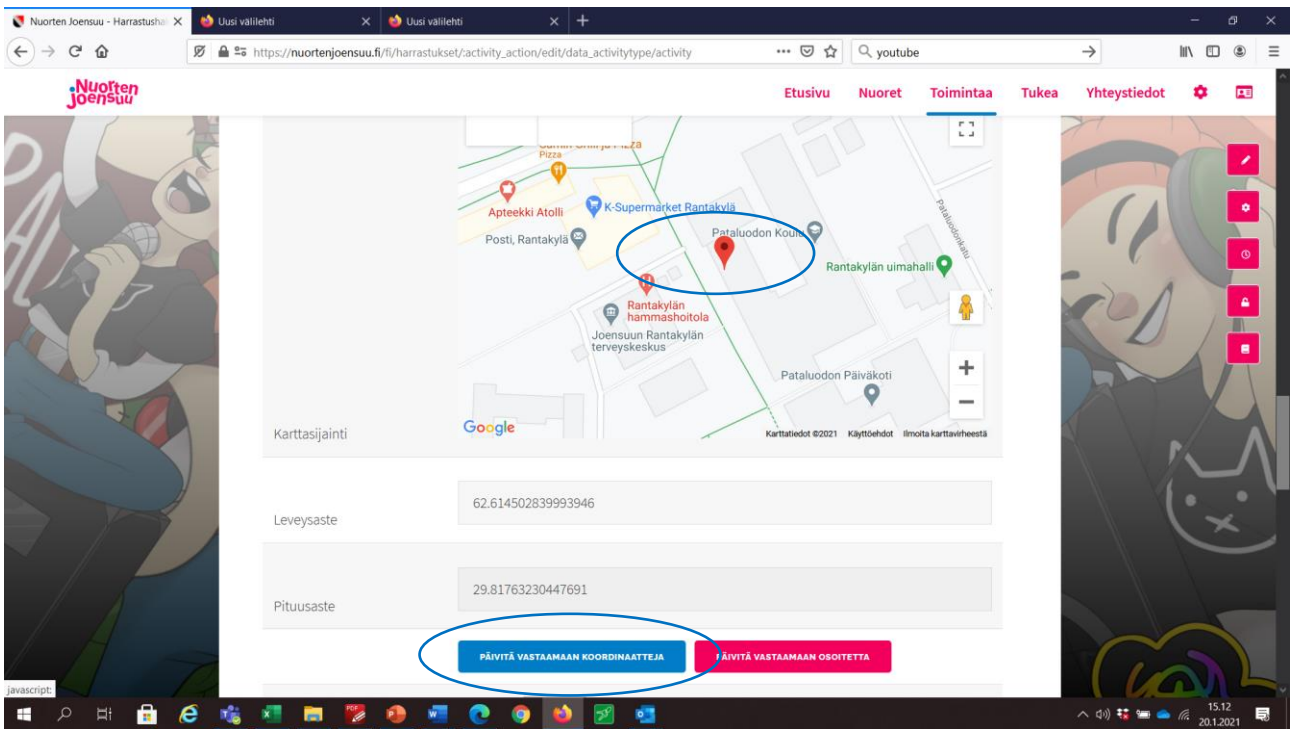 Nuorten Joensuu - Harrastushai
Uusi välilehti
Uusi välilehti
https://nuortenjoensuu.fi/fi/harrastukset/:activity_action/edit/data_activitytype/activity
youtube
Nuorten
joensuu
Etusivu Nuoret Toimintaa Tukea Yhteystiedot
Pizza
Apteekki Atolli
K-Supermarket Rantakylä
Posti, Rantakylä
Pataluodon Koulu
Pataluodonkatu
Rantakylän uimahalli
Rantakylän
hammashoitola
Joensuun Rantakylän
terveyskeskus
Pataluodon Päiväkoti
Google
Karttatiedot ©2021 Käyttöehdot Ilmoita karttavirheestä
Karttasijainti
62.614502839993946
Leveysaste
29.81763230447691
Pituusaste
PÄIVITÄ VASTAAMAAN KOORDINAATTEJA
PÄIVITÄ VASTAAMAAN OSOITETTA
javascript:
15.12
20.1.2021